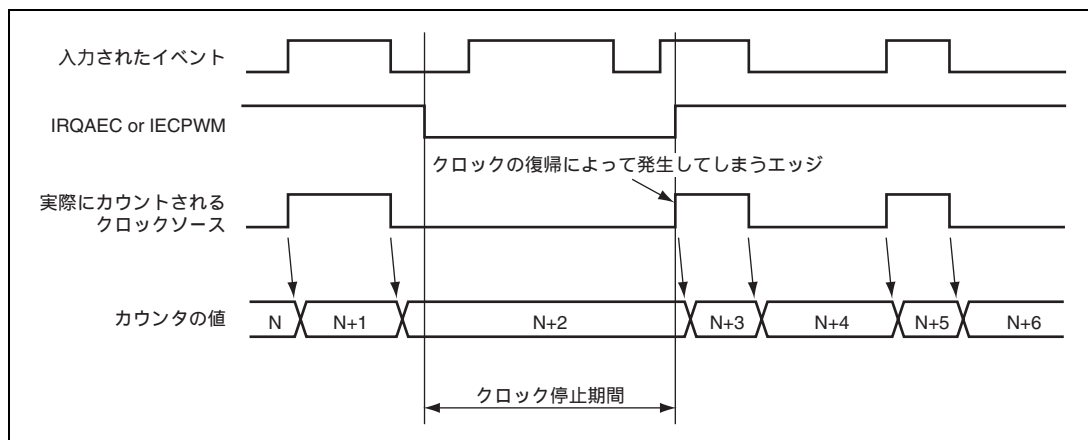 入力されたイベント
IRQAEC or IECPWM
クロックの復帰によって発生してしまうエッジ
実際にカウントされる
クロックソース
カウンタの値
N
N+1
N+2
N+3
N+4
N+5
N+6
クロック停止期間